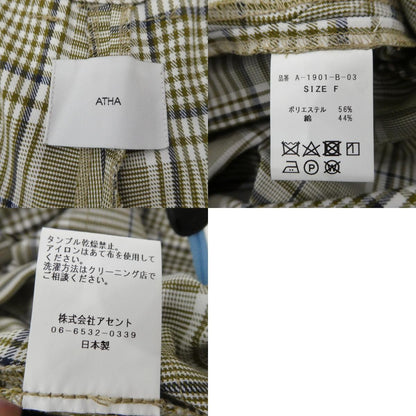 ATHA
品番 A-1901-B-03
SIZE F
ポリエステル 56%
綿 44%
P W
タンブル乾燥禁止。
アイロンはあて布を使用して
ください。
洗濯方法はクリーニング店で
ご相談ください。
株式会社アセント
06-6532-0339
日本製